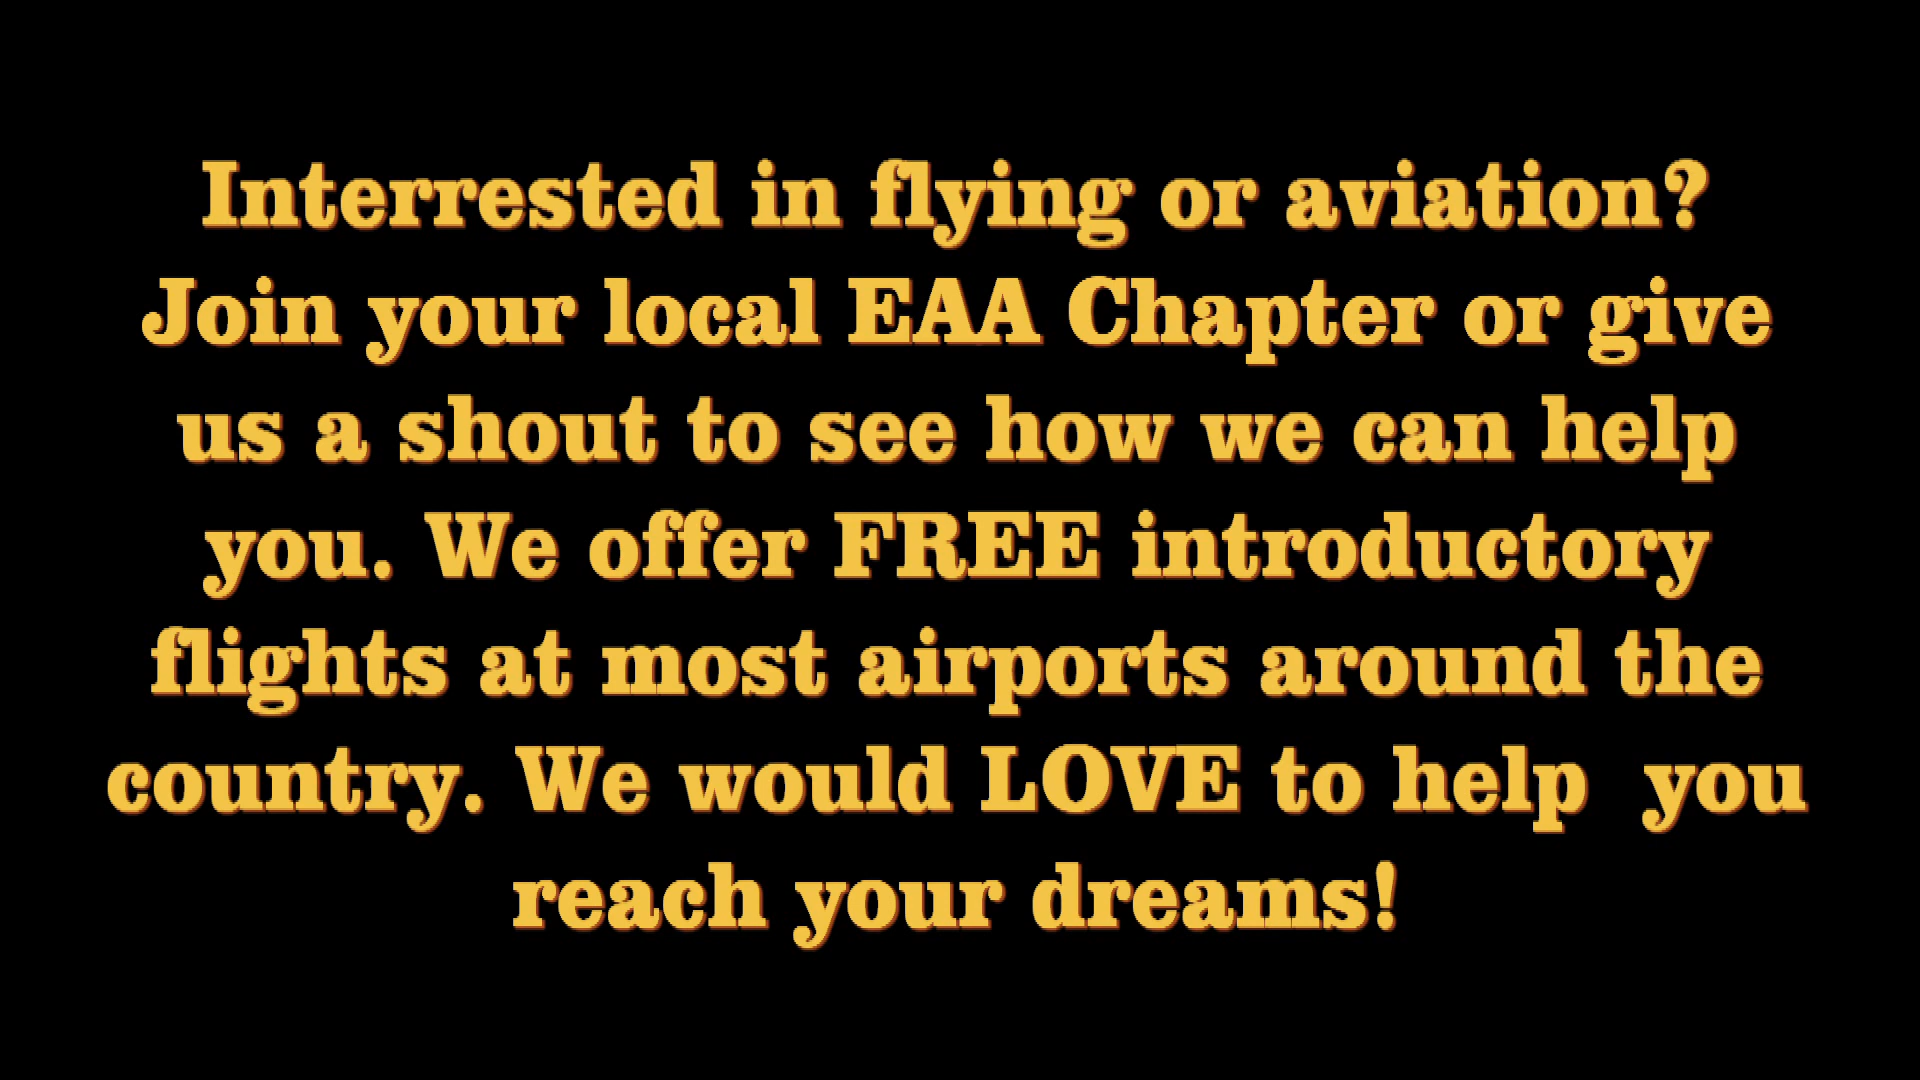 Interrested in flying or aviation?
Join your local EAA Chapter or give
us a shout to see how we can help
you. We offer FREE introductory
flights at most airports around the
country. We would LOVE to help  you
reach your dreams!